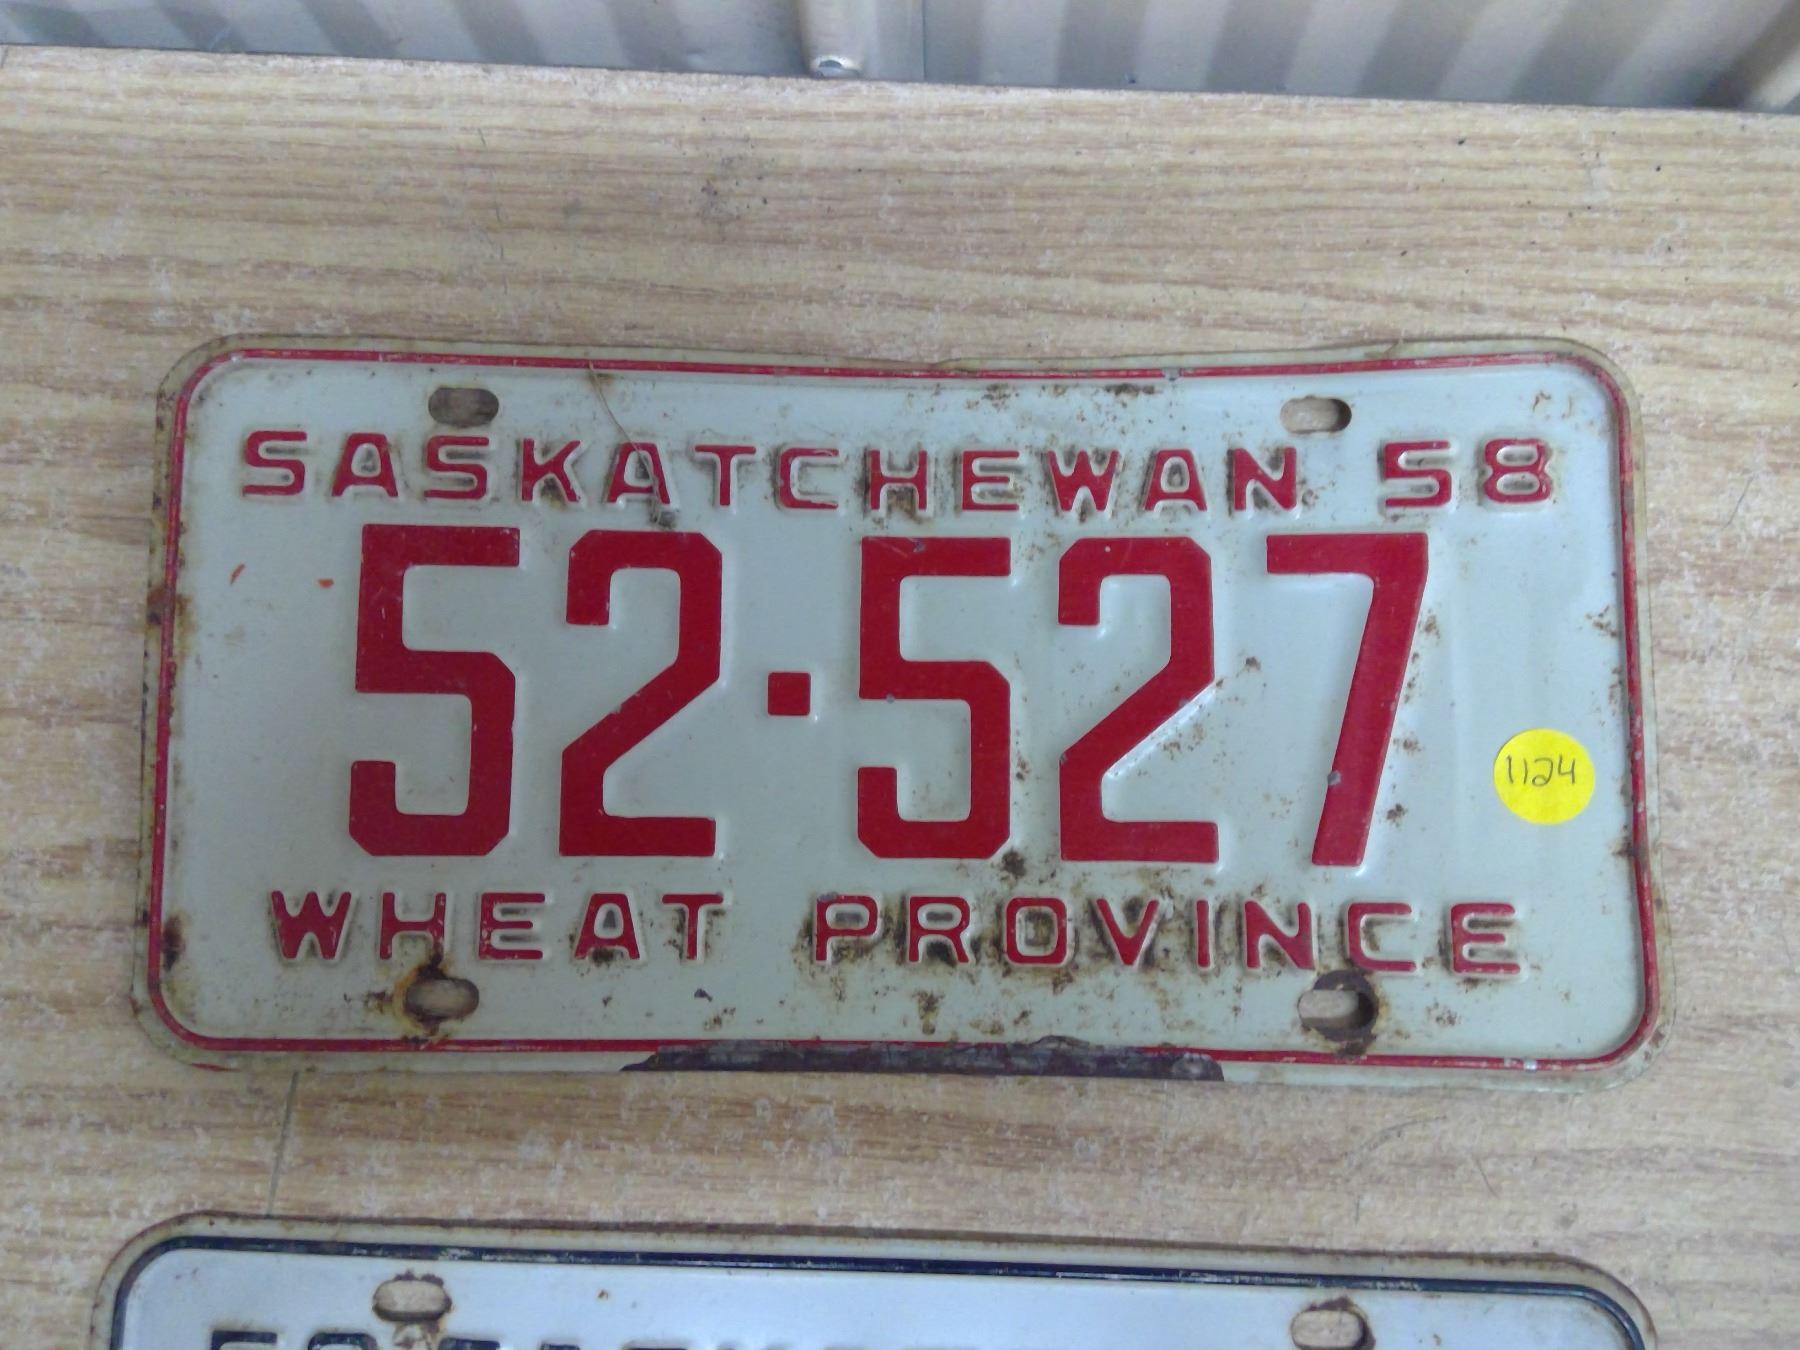 SASKATCHEWAN 58
52·527
1124
WHEAT PROVINCE